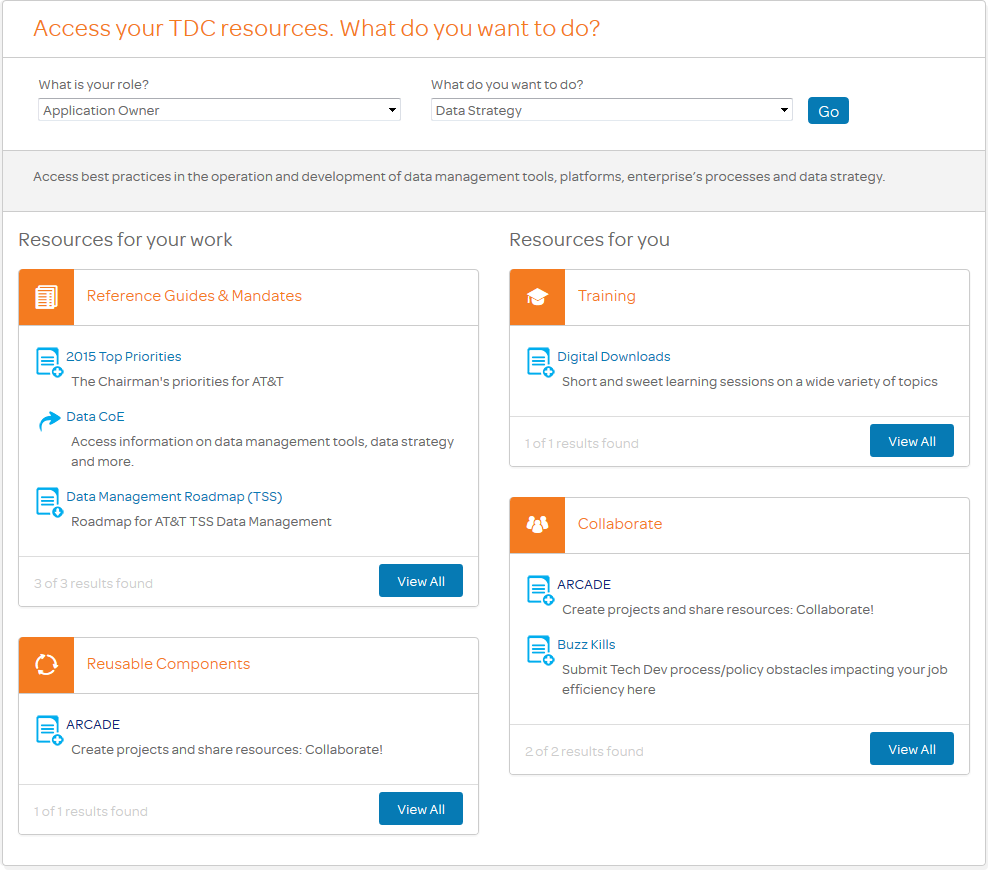 Access your TDC resources. What do you want to do?
What is your role?
What do you want to do?
Application Owner
Data Strategy
Go
Access best practices in the operation and development of data management tools, platforms, enterprise's processes and data strategy.
Resources for your work
Reference Guides & Mandates
2015 Top Priorities
The Chairman's priorities for AT&T
Data CoE
Access information on data management tools, data strategy
and more.
Data Management Roadmap (TSS)
Roadmap for AT&T TSS Data Management
3 of 3 results found
View All
Reusable Components
ARCADE
Create projects and share resources: Collaborate!
1 of 1 results found
View All
Resources for you
Training
Digital Downloads
Short and sweet learning sessions on a wide variety of topics
1 of 1 results found
View All
Collaborate
ARCADE
Create projects and share resources: Collaborate!
Buzz Kills
Submit Tech Dev process/policy obstacles impacting your job
efficiency here
2 of 2 results found
View All